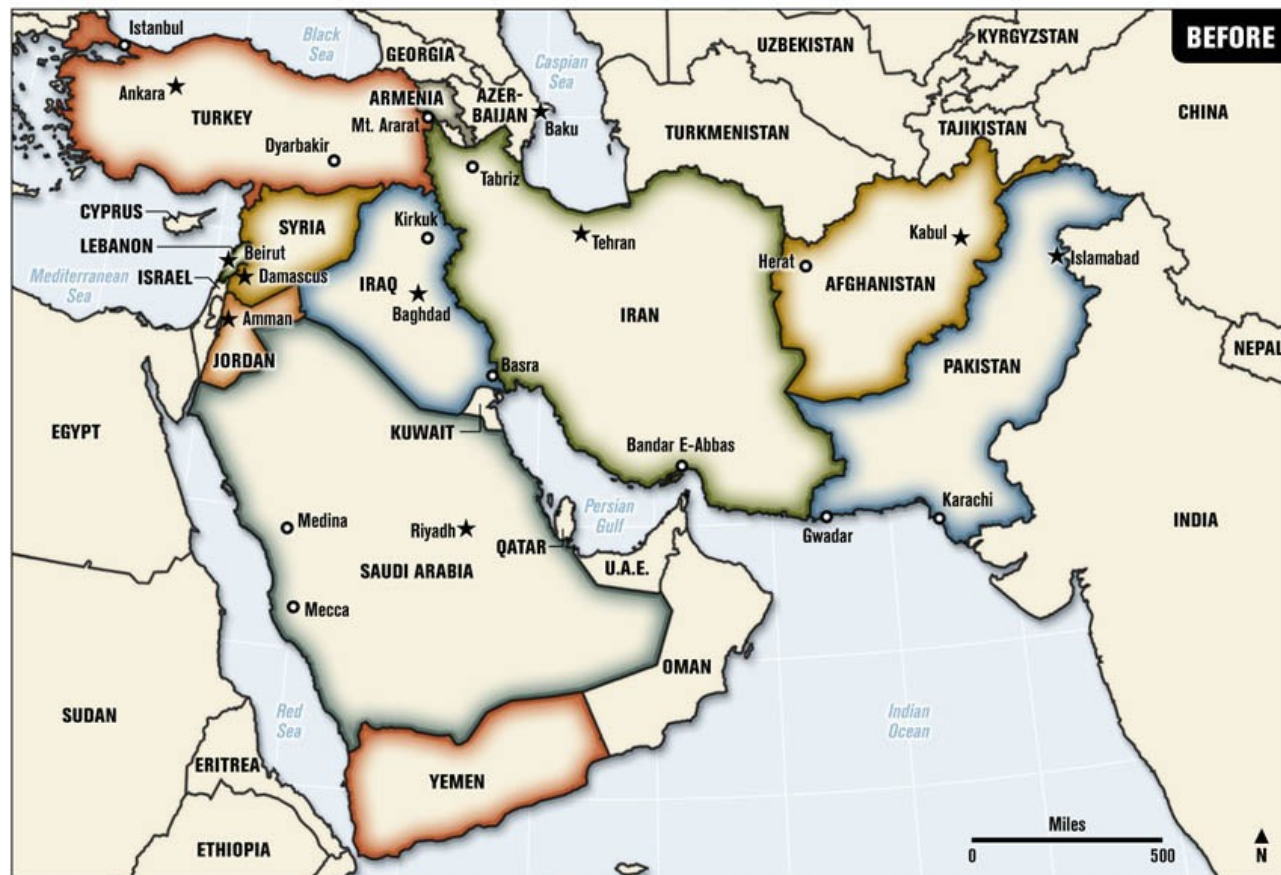 Istanbul
Black
Sea
GEORGIA
Caspian
Sea
UZBEKISTAN
KYRGYZSTAN
BEFORE
Ankara
TURKEY
ARMENIA
AZER-
BAIJAN
Mt. Ararat
Baku
TURKMENISTAN
TAJIKISTAN
CHINA
Dyarbakir
Tabriz
CYPRUS
SYRIA
Kirkuk
Tehran
Kabul
LEBANON
Beirut
Herat
Islamabad
Mediterranean
Sea
ISRAEL
Damascus
IRAQ
Baghdad
AFGHANISTAN
IRAN
Amman
JORDAN
Basra
PAKISTAN
NEPAL
EGYPT
KUWAIT
Bandar E-Abbas
Medina
Riyadh
Persian
Gulf
QATAR
Karachi
Gwadar
INDIA
SAUDI ARABIA
U.A.E.
Mecca
OMAN
SUDAN
Red
Sea
Indian
Ocean
ERITREA
YEMEN
ETHIOPIA
Miles
0
500
N